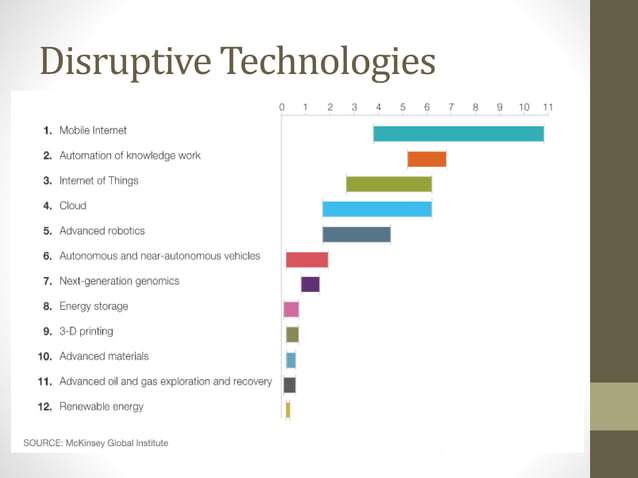 Disruptive Technologies
0 1 2 3 4 5 6 7 8 9 10 11
1. Mobile Internet
2. Automation of knowledge work
3. Internet of Things
4. Cloud
5. Advanced robotics
6. Autonomous and near-autonomous vehicles
7. Next-generation genomics
8. Energy storage
9. 3-D printing
10. Advanced materials
11. Advanced oil and gas exploration and recovery
12. Renewable energy
SOURCE: McKinsey Global Institute